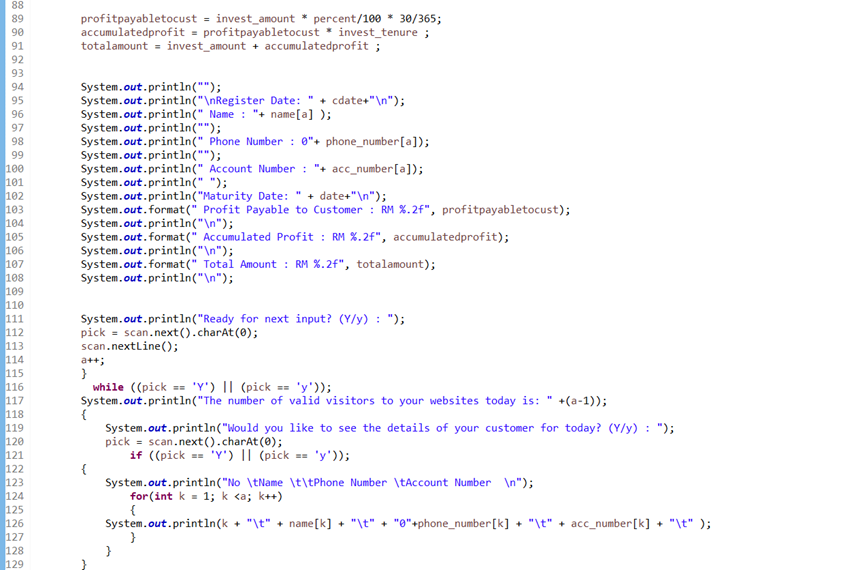 88
89 profitpayabletocust = invest_amount * percent/100 * 30/365;
90 accumulatedprofit = profitpayabletocust * invest_tenure ;
91 totalamount = invest_amount + accumulatedprofit ;
92
93
94 System.out.println("");
95 System.out.println("\nRegister Date: " + cdate+"\n");
96 System.out.println(" Name : "+ name[a] );
97 System.out.println("");
98 System.out.println(" Phone Number : 0"+ phone_number[a]);
99 System.out.println("");
100 System.out.println(" Account Number : "+ acc_number[a]);
101 System.out.println(" ");
102 System.out.println("Maturity Date: " + date+"\n");
103 System.out.format(" Profit Payable to Customer : RM %.2f", profitpayabletocust);
104 System.out.println("\n");
105 System.out.format(" Accumulated Profit : RM %.2f", accumulatedprofit);
106 System.out.println("\n");
107 System.out.format(" Total Amount : RM %.2f", totalamount);
108 System.out.println("\n");
109
110
111 System.out.println("Ready for next input? (Y/y) : ");
112 pick = scan.next().charAt(0);
113 scan.nextLine();
114 a++;
115 }
116 while ((pick == 'Y') || (pick == 'y'));
117 System.out.println("The number of valid visitors to your websites today is: " +(a-1));
118 {
119 System.out.println("Would you like to see the details of your customer for today? (Y/y) : ");
120 pick = scan.next().charAt(0);
121 if ((pick == 'Y') || (pick == 'y'));
122 {
123 System.out.println("No \tName \t\tPhone Number \tAccount Number  \n");
124 for(int k = 1; k <a; k++)
125 {
126 System.out.println(k + "\t" + name[k] + "\t" + "0"+phone_number[k] + "\t" + acc_number[k] + "\t" );
127 }
128 }
129 }